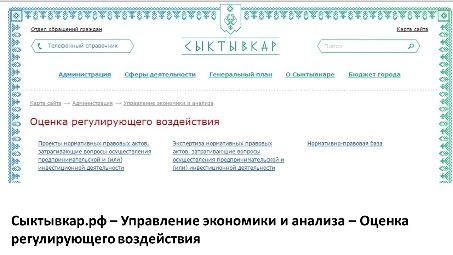 Отдел обращений граждан
Карта сайта
Телефонный справочник
СЫКТЫВКАР
Поиск
Администрация Сферы деятельности Генеральный план О Сыктывкаре Бюджет города
Карта сайта → Администрация → Управление экономики и анализа
Оценка регулирующего воздействия
Проекты нормативных правовых актов,
затрагивающие вопросы осуществления
предпринимательской и (или)
инвестиционной деятельности
Экспертиза нормативных правовых
актов, затрагивающие вопросы
осуществления предпринимательской и
(или) инвестиционной деятельности
Нормативно-правовая база
Сыктывкар.рф – Управление экономики и анализа – Оценка
регулирующего воздействия